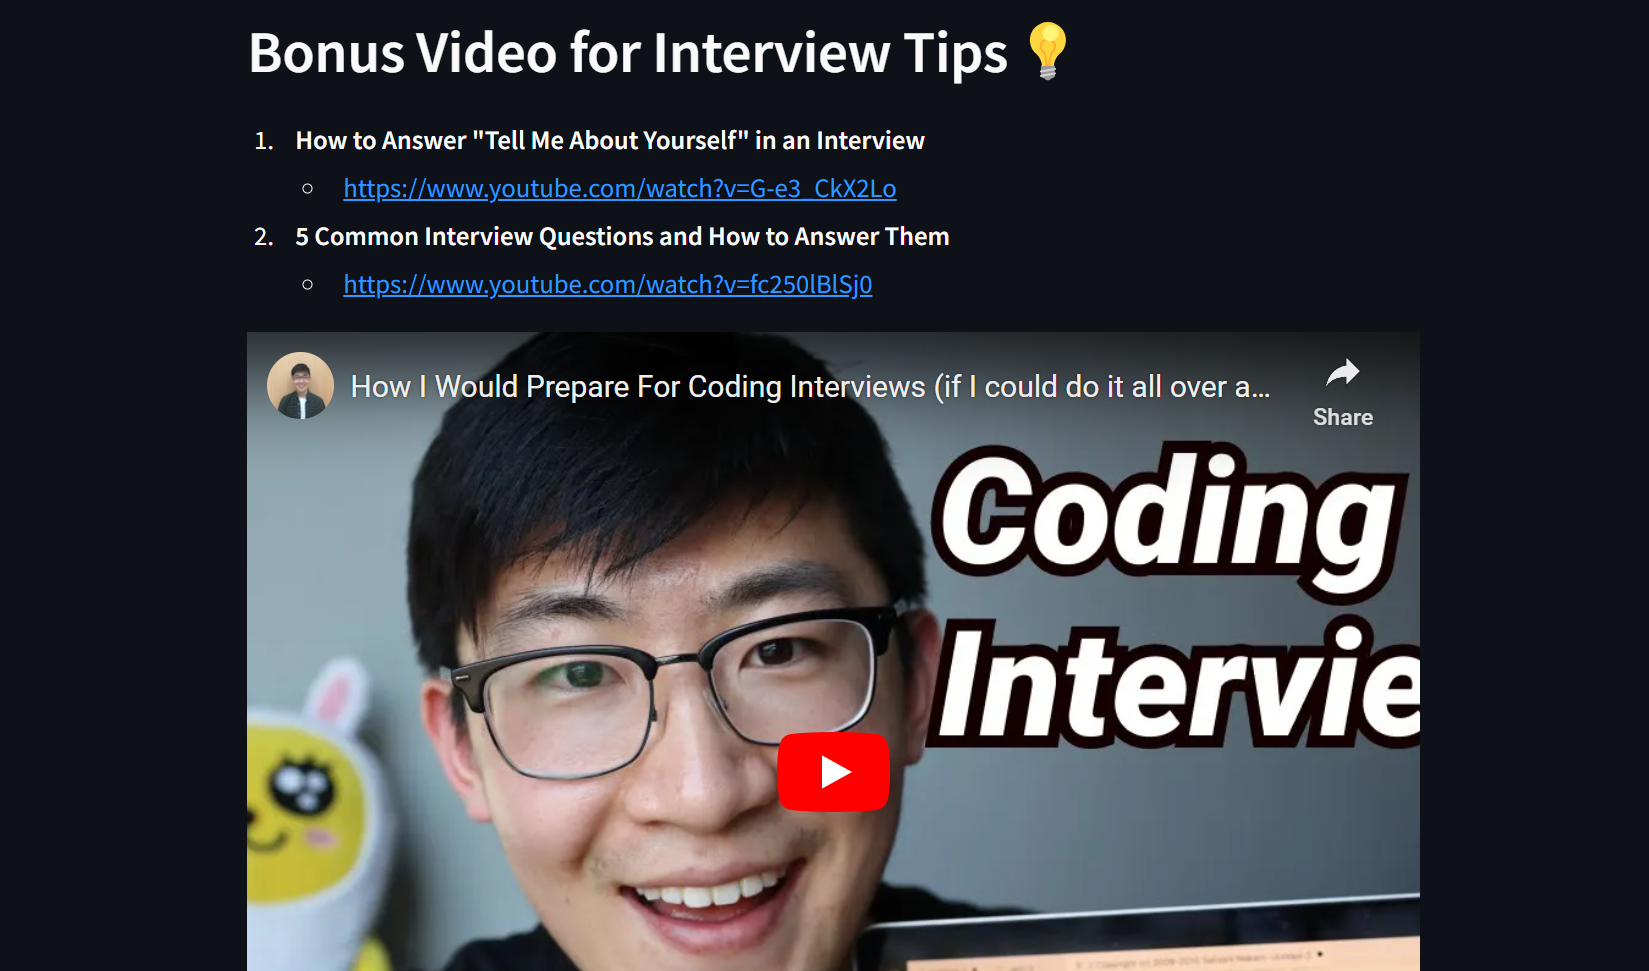 Bonus Video for Interview Tips 💡
1. How to Answer "Tell Me About Yourself" in an Interview
https://www.youtube.com/watch?v=G-e3_CkX2Lo
2. 5 Common Interview Questions and How to Answer Them
https://www.youtube.com/watch?v=fc250lBlSj0
How I Would Prepare For Coding Interviews (if I could do it all over a...
Share
Coding
Intervie